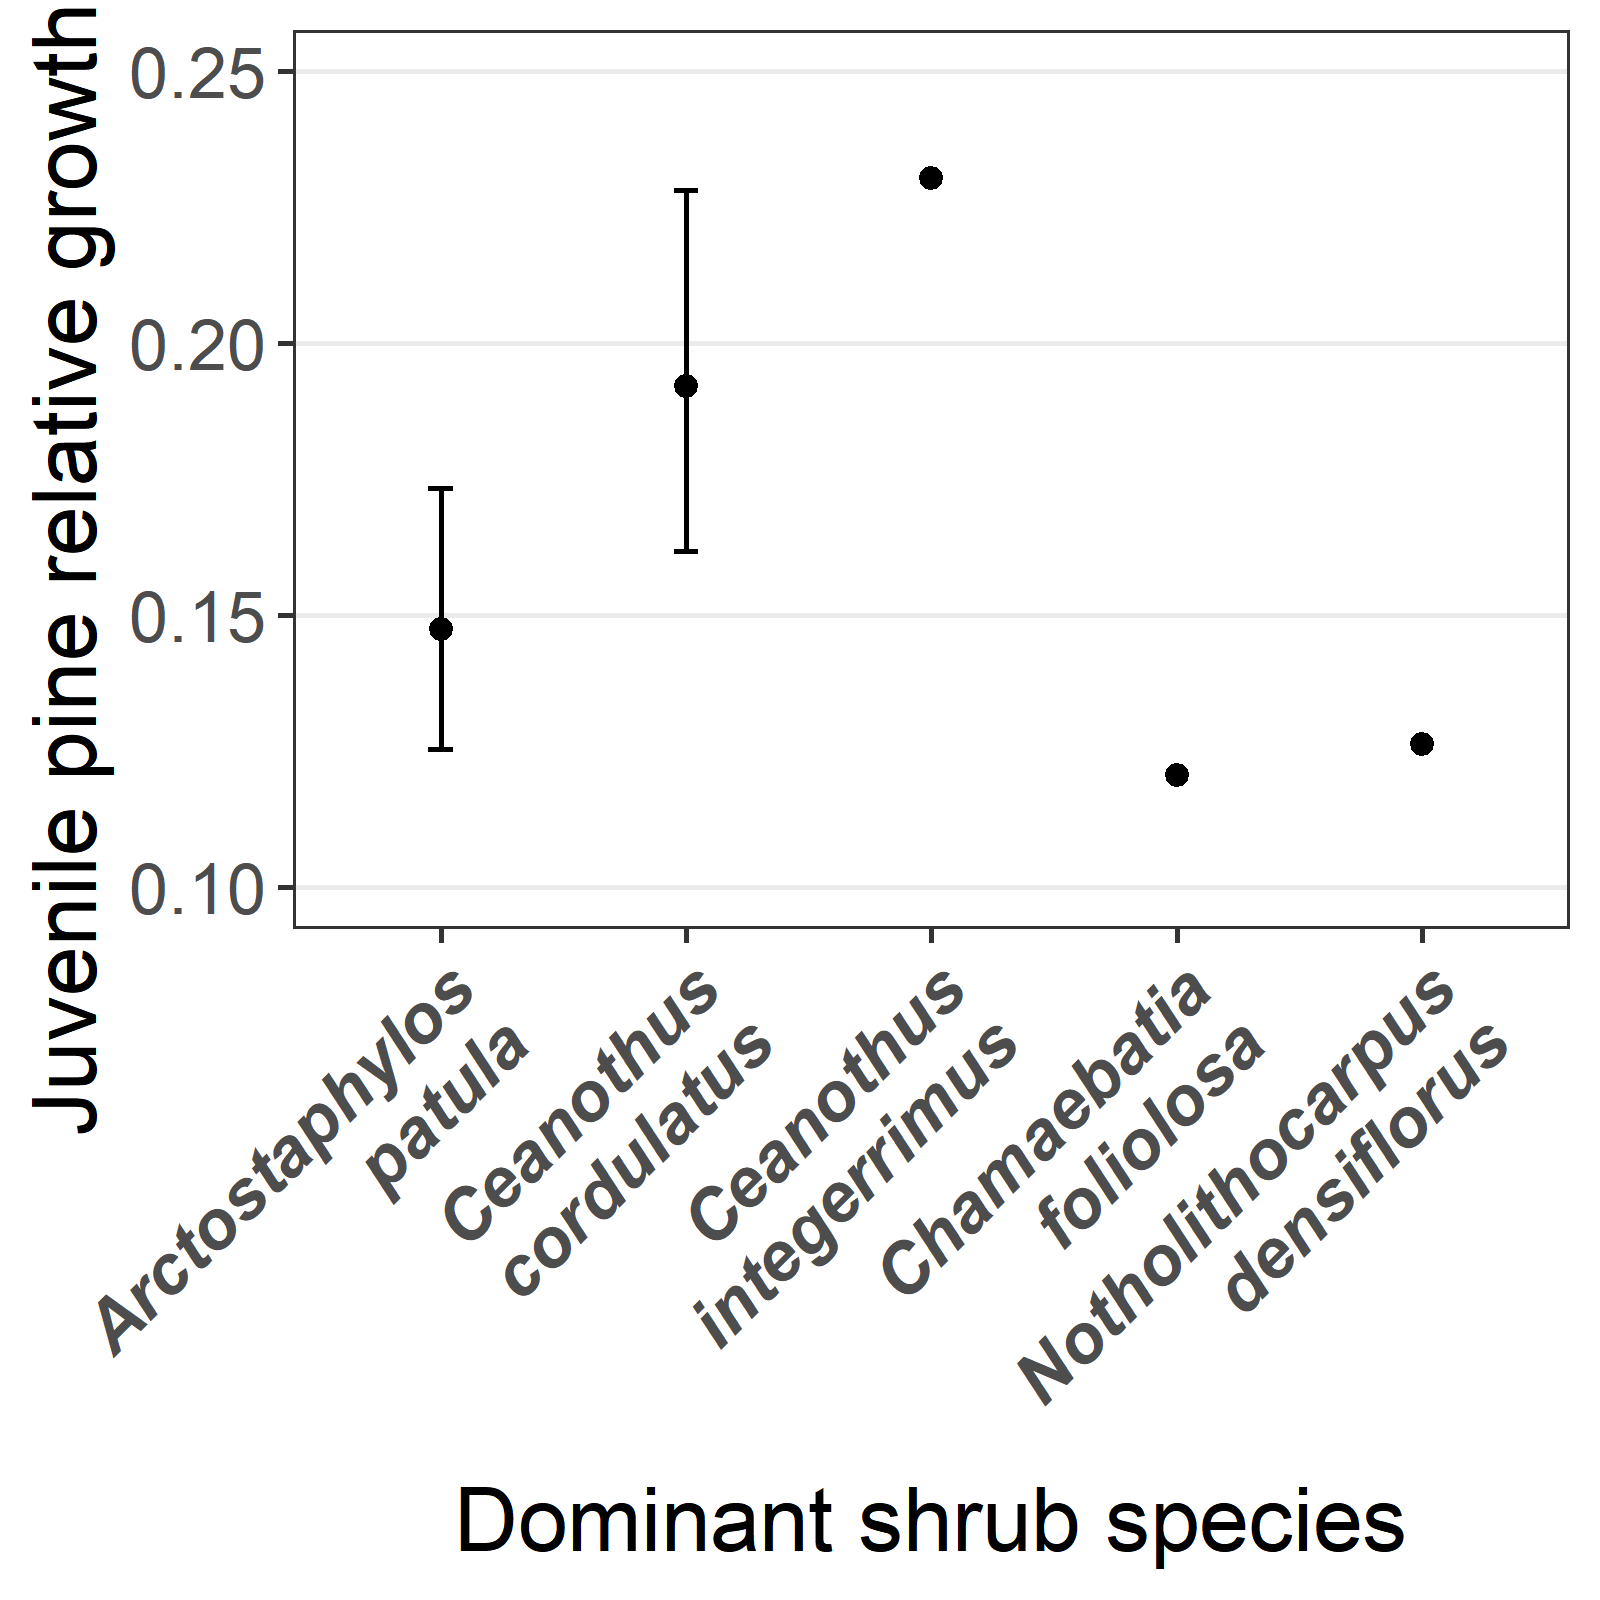 Juvenile pine relative growth
0.25
0.20
0.15
0.10
Arctostaphylos
patula
Ceanothus
cordulatus
Ceanothus
integerrimus
Chamaebatia
foliolosa
Notholithocarpus
densiflorus
Dominant shrub species